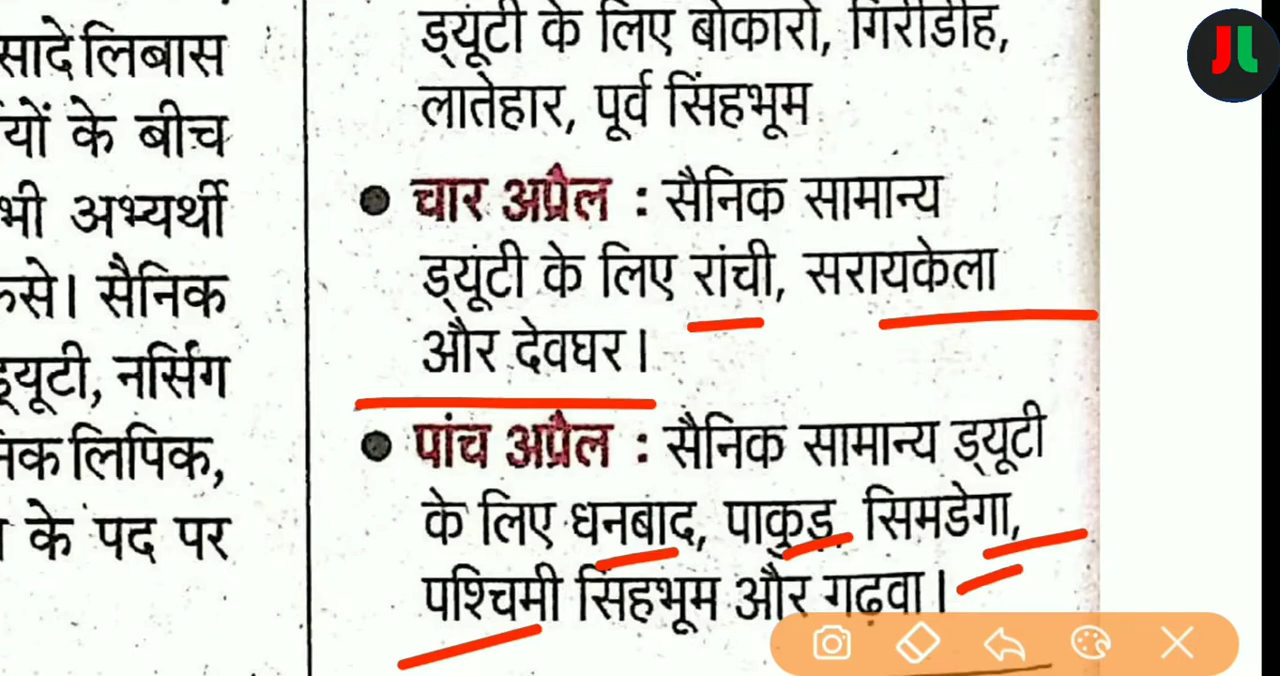 सादे लिबास
यों के बीच
भी अभ्यर्थी
से। सैनिक
ड्यूटी, नर्सिंग
लिपिक,
के पद पर
ड्यूंटी के लिए बोकारो, गिरीडीह,
लातेहार, पूर्व सिंहभूम
● चार अप्रैल : सैनिक सामान्य
ड्यूंटी के लिए रांची, सरायकेला
और देवघर।
● पांच अप्रैल : सैनिक सामान्य ड्यूटी
के लिए धनबाद, पाकुड़, सिमडेगा,
पश्चिमी सिंहभूम और गढ़वा।